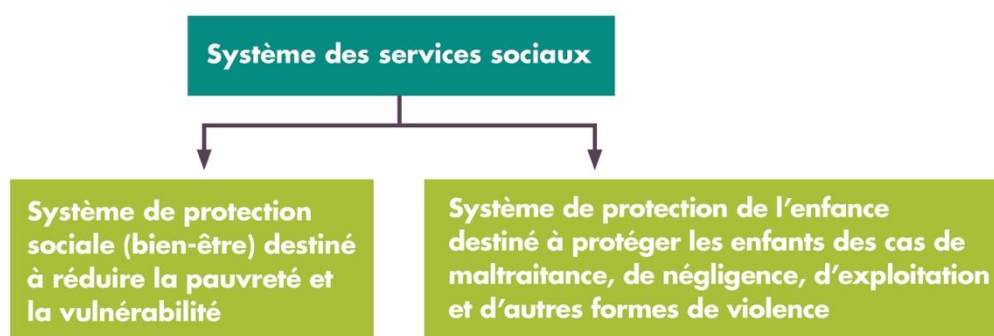 Système des services sociaux
Système de protection
sociale (bien-être) destiné
à réduire la pauvreté et
la vulnérabilité
Système de protection de l’enfance
destiné à protéger les enfants des cas de
maltraitance, de négligence, d’exploitation
et d’autres formes de violence